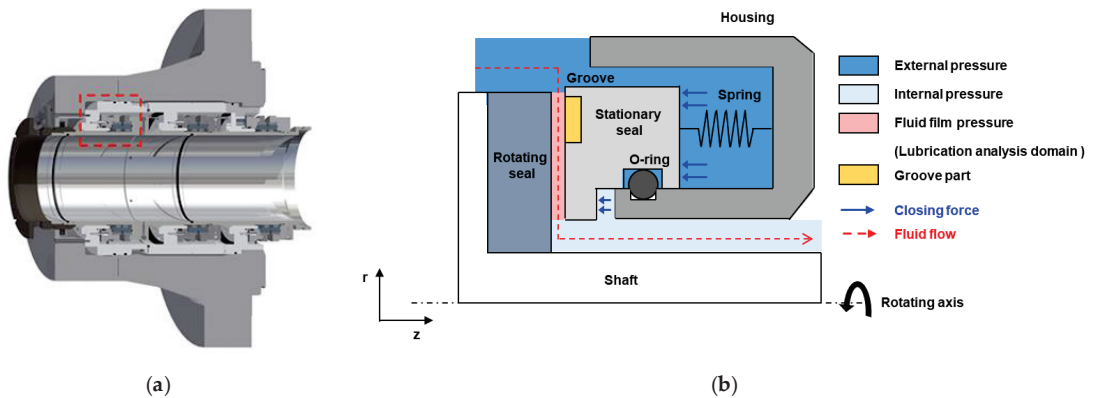 Housing
Groove
Spring
Stationary
seal
Rotating
seal
O-ring
Shaft
r
z
External pressure
Internal pressure
Fluid film pressure
(Lubrication analysis domain )
Groove part
Closing force
Fluid flow
Rotating axis
(a)
(b)